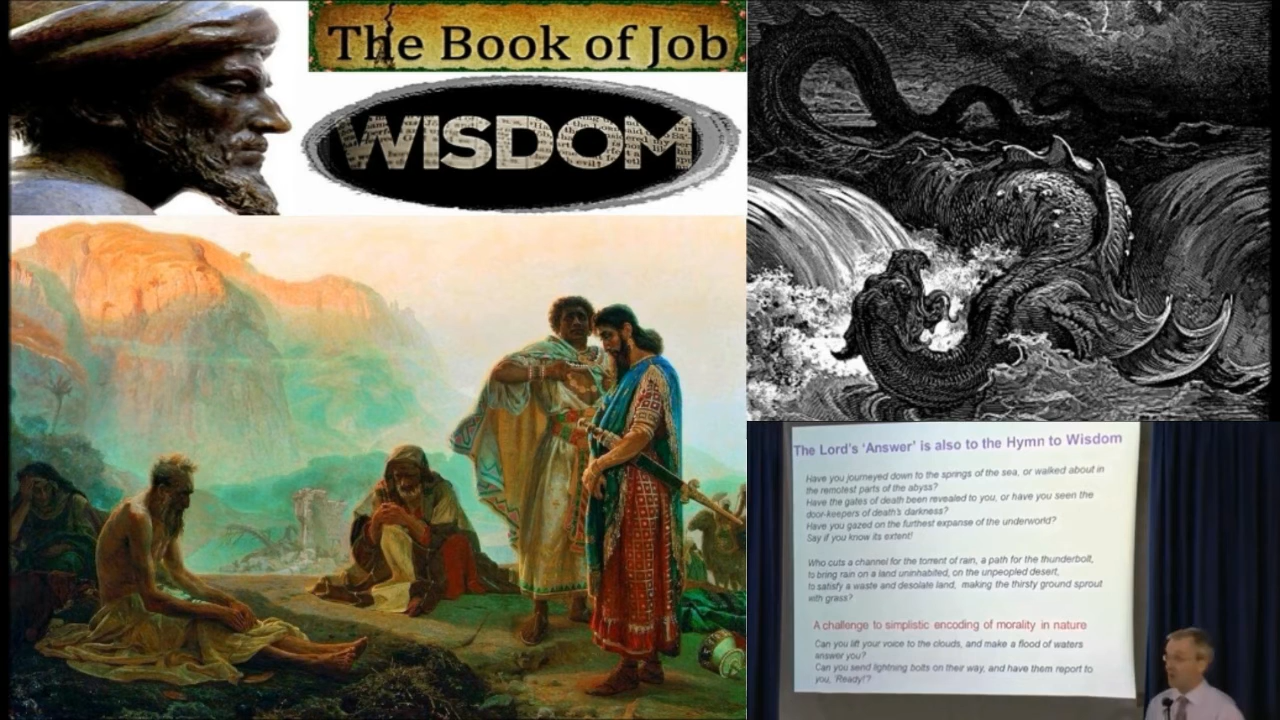 The Book of Job
WISDOM
The Lord's 'Answer' is also to the Hymn to Wisdom
Have you journeyed down to the springs of the sea, or walked about in
the remotest parts of the abyss?
Have the gates of death been revealed to you, or have you seen the
door-keepers of death's darkness?
Have you gazed on the furthest expanse of the underworld?
Say if you know its extent!
Who cuts a channel for the torrent of rain, a path for the thunderbolt,
to bring rain on a land uninhabited, on the unpeopled desert,
to satisfy a waste and desolate land, making the thirsty ground sprout
with grass?
A challenge to simplistic encoding of morality in nature
Can you lift your voice to the clouds, and make a flood of waters
answer you?
Can you send lightning bolts on their way, and have them report to
you, 'Ready!'?